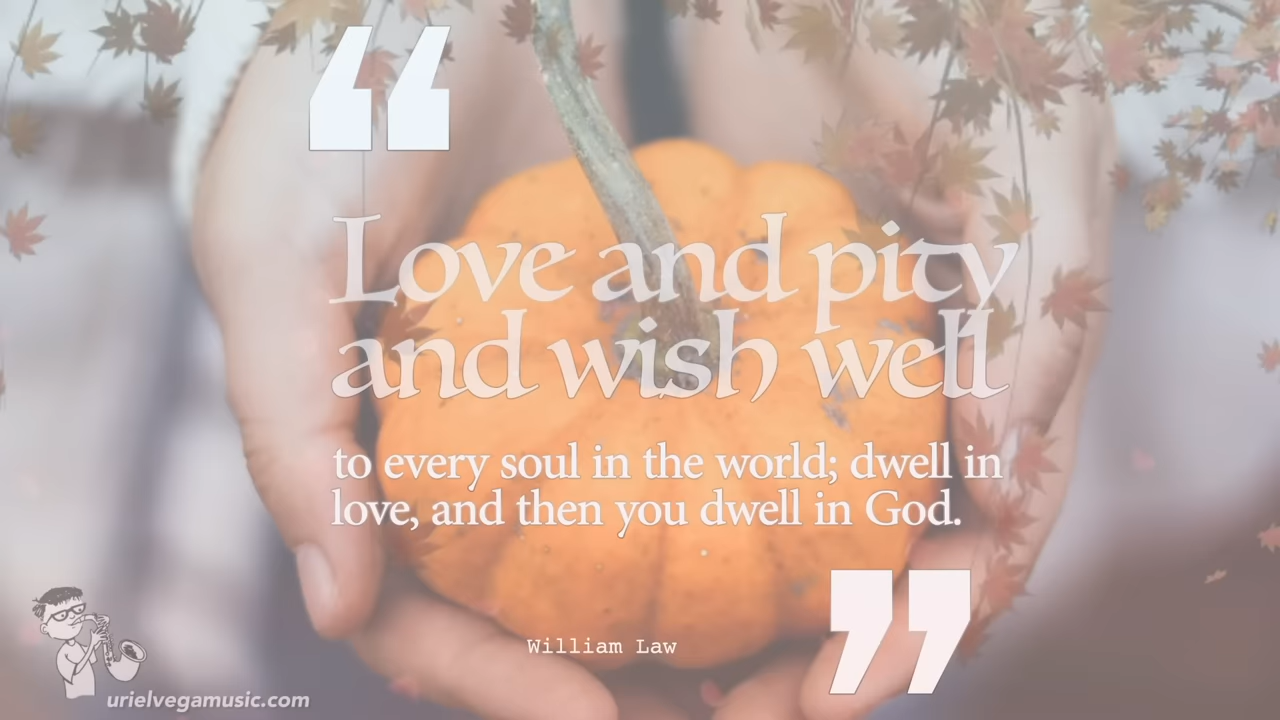 “
Love and pity
and wish well
to every soul in the world; dwell in
love, and then you dwell in God.
”
William Law
urielvegamusic.com